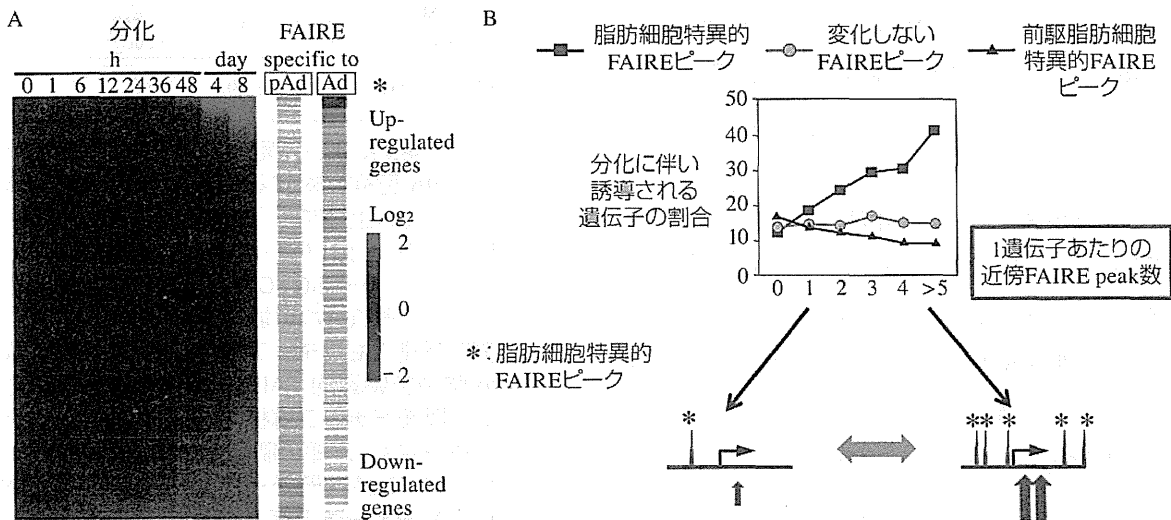 A
分化
h
day
0 1 6 12 24 36 48 4 8
FAIRE
specific to
pAd Ad *
Up-
regulated
genes
Log2
2
0
-2
Down-
regulated
genes
B
脂肪細胞特異的
FAIREピーク
変化しない
FAIREピーク
前駆脂肪細胞
特異的FAIRE
ピーク
分化に伴い
誘導される
遺伝子の割合
50
40
30
20
10
0
0 1 2 3 4 >5
1遺伝子あたりの
近傍FAIRE peak数
*:脂肪細胞特異的
FAIREピーク
*
** * * *